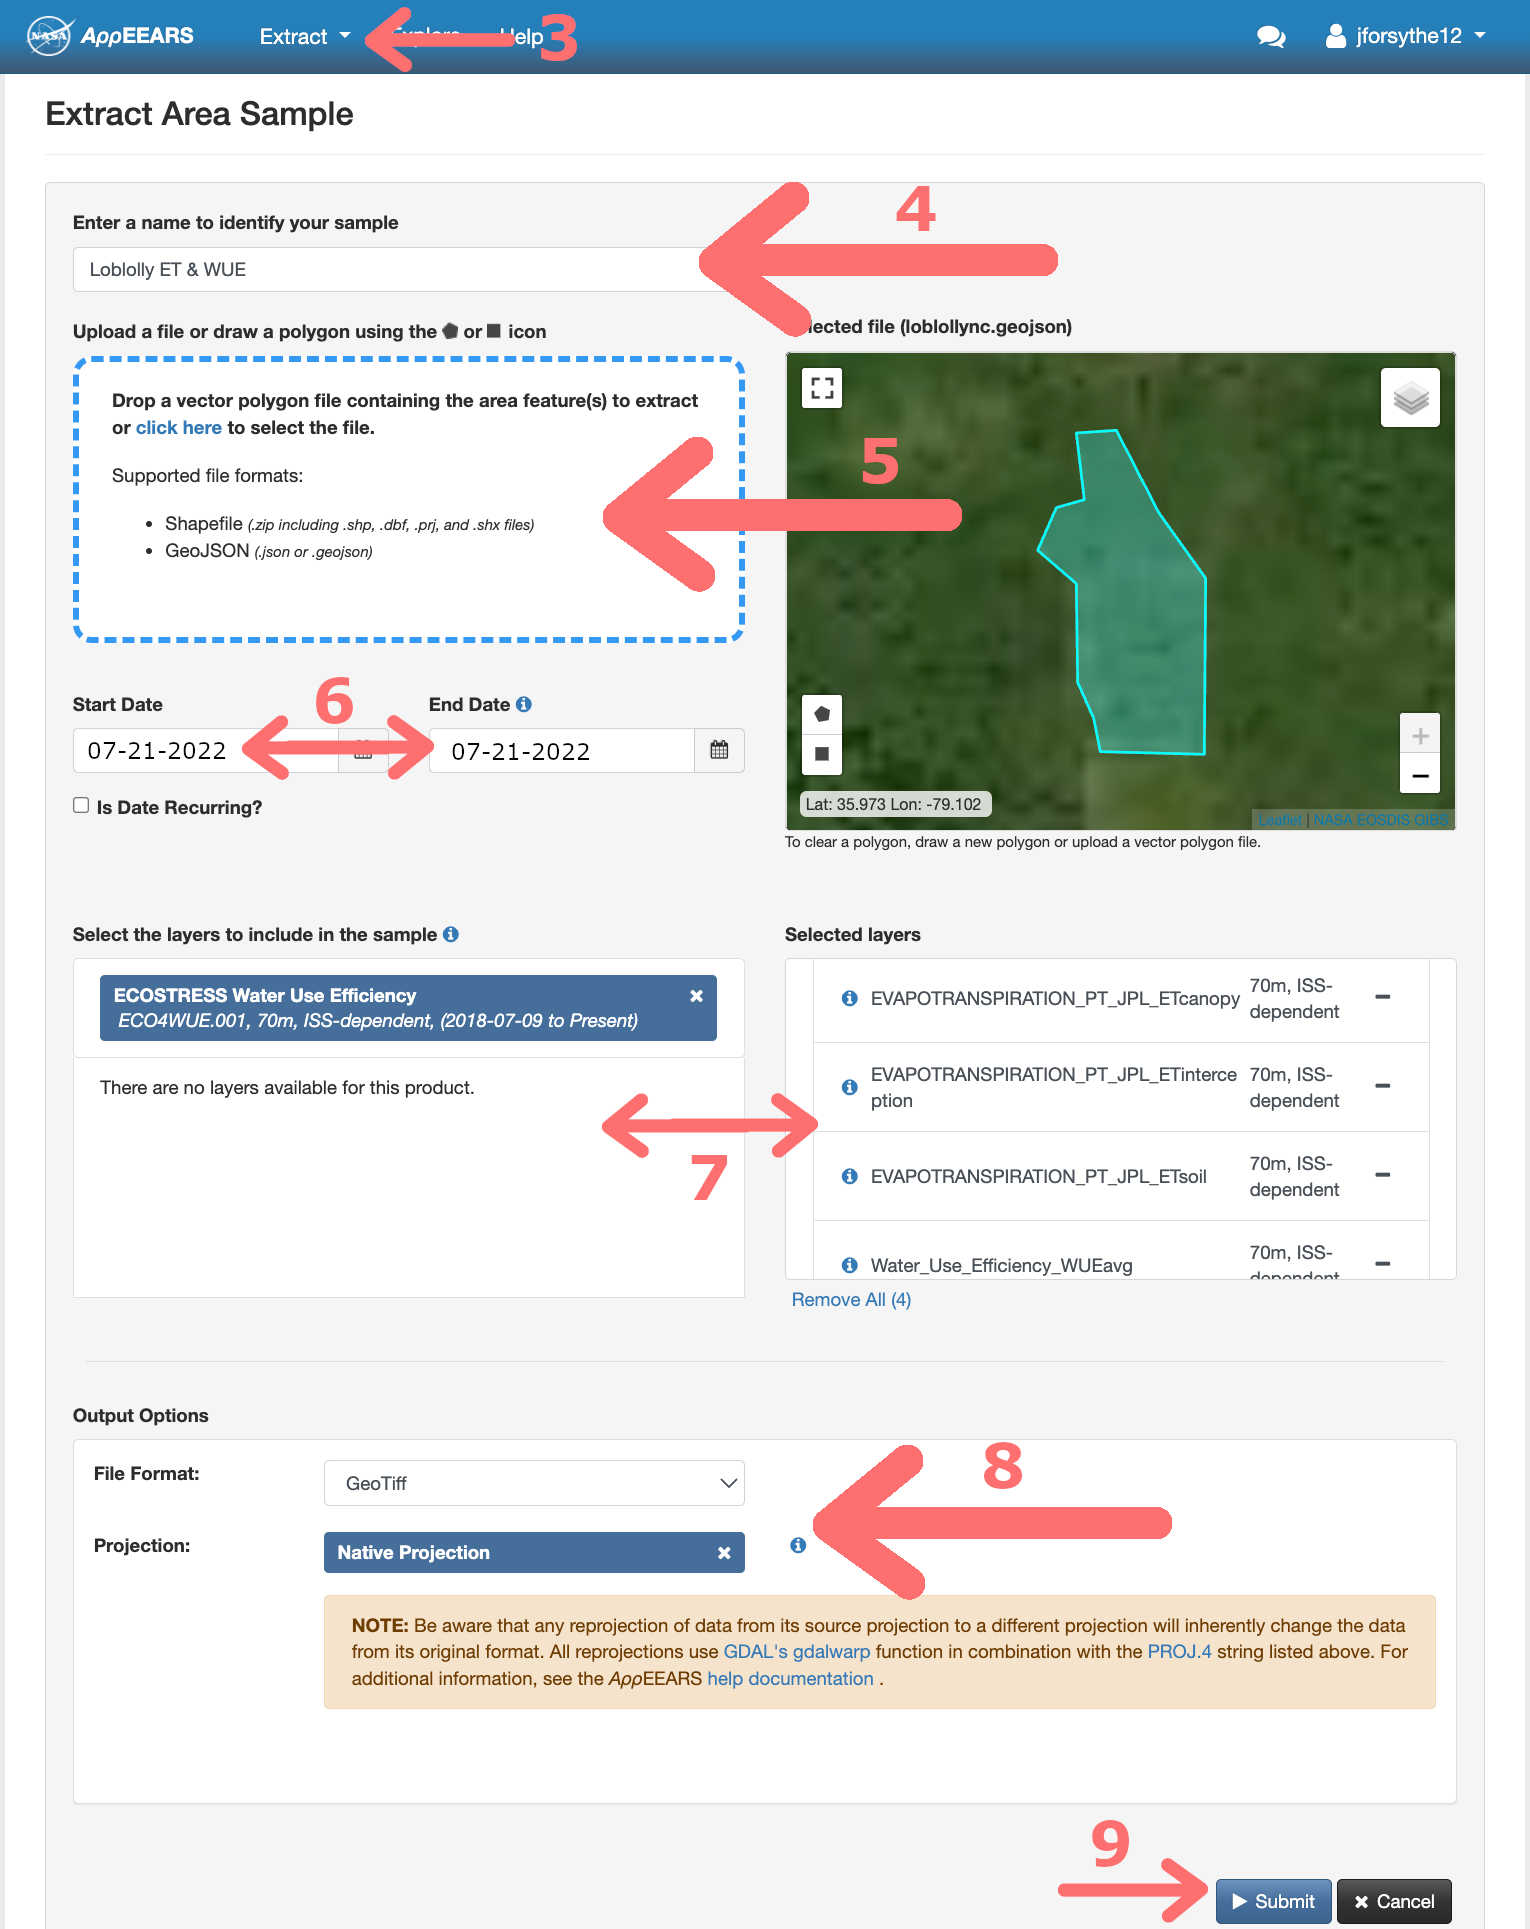 NASA AppEEARS Extract Explore Help 3 jforsythe12
Extract Area Sample
4
Enter a name to identify your sample
Loblolly ET & WUE
Upload a file or draw a polygon using the or icon
lected file (loblollync.geojson)
Drop a vector polygon file containing the area feature(s) to extract
or click here to select the file.
5
Supported file formats:
• Shapefile (.zip including .shp, .dbf, .prj, and .shx files)
• GeoJSON (.json or .geojson)
6
Start Date
End Date
07-21-2022
07-21-2022
Is Date Recurring?
+
−
Lat: 35.973 Lon: -79.102
Leaflet | NASA EOSDIS GIBS
To clear a polygon, draw a new polygon or upload a vector polygon file.
Select the layers to include in the sample
Selected layers
ECOSTRESS Water Use Efficiency
ECO4WUE.001, 70m, ISS-dependent, (2018-07-09 to Present)
There are no layers available for this product.
7
EVAPOTRANSPIRATION_PT_JPL_ETcanopy
70m, ISS-
dependent
EVAPOTRANSPIRATION_PT_JPL_ETinterce
ption
70m, ISS-
dependent
EVAPOTRANSPIRATION_PT_JPL_ETsoil
70m, ISS-
dependent
Water_Use_Efficiency_WUEavg
70m, ISS-
dependent
Remove All (4)
Output Options
8
File Format:
GeoTiff
Projection:
Native Projection
NOTE: Be aware that any reprojection of data from its source projection to a different projection will inherently change the data
from its original format. All reprojections use GDAL's gdalwarp function in combination with the PROJ.4 string listed above. For
additional information, see the AppEEARS help documentation .
9
Submit
Cancel